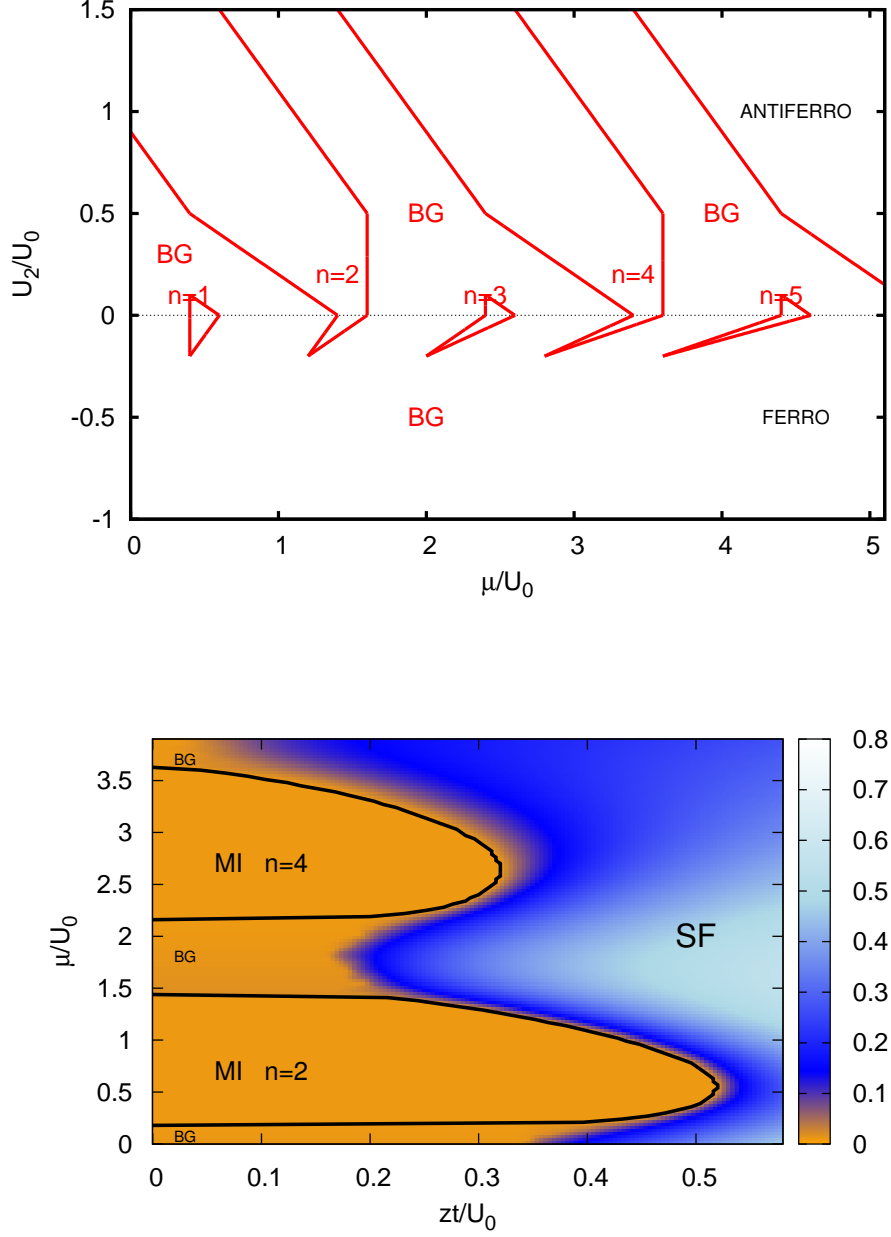 1.5
ANTIFERRO
1
U2/U0
0.5
BG
BG
BG
n=2
n=4
n=1
n=3
n=5
0
-0.5
BG
FERRO
-1
0 1 2 3 4 5
μ/U0
0.8
3.5
BG
0.7
3
MI n=4
0.6
2.5
0.5
μ/U0
2
BG
SF
0.4
1.5
0.3
1
MI n=2
0.2
0.5
0.1
0
BG
0
0 0.1 0.2 0.3 0.4 0.5
zt/U0